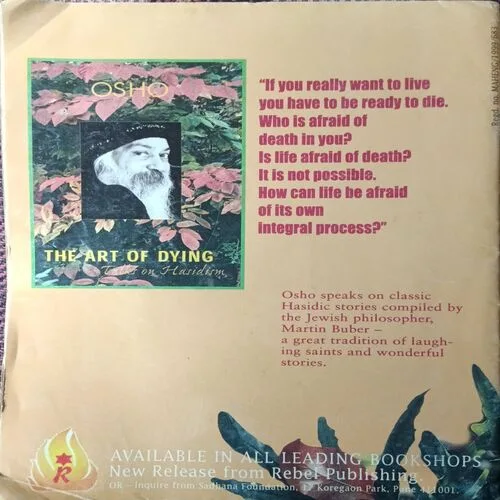 OSHO
THE ART OF DYING
Talks on Hasidism
“If you really want to live
you have to be ready to die.
Who is afraid of
death in you?
Is life afraid of death?
It is not possible.
How can life be afraid
of its own
integral process?”
Osho speaks on classic
Hasidic stories compiled by
the Jewish philosopher,
Martin Buber –
a great tradition of laugh-
ing saints and wonderful
stories.
R
AVAILABLE IN ALL LEADING BOOKSHOPS
New Release from Rebel Publishing
OR – Inquire from Sadhana Foundation, 17 Koregaon Park, Pune 411001.
Regd. no.